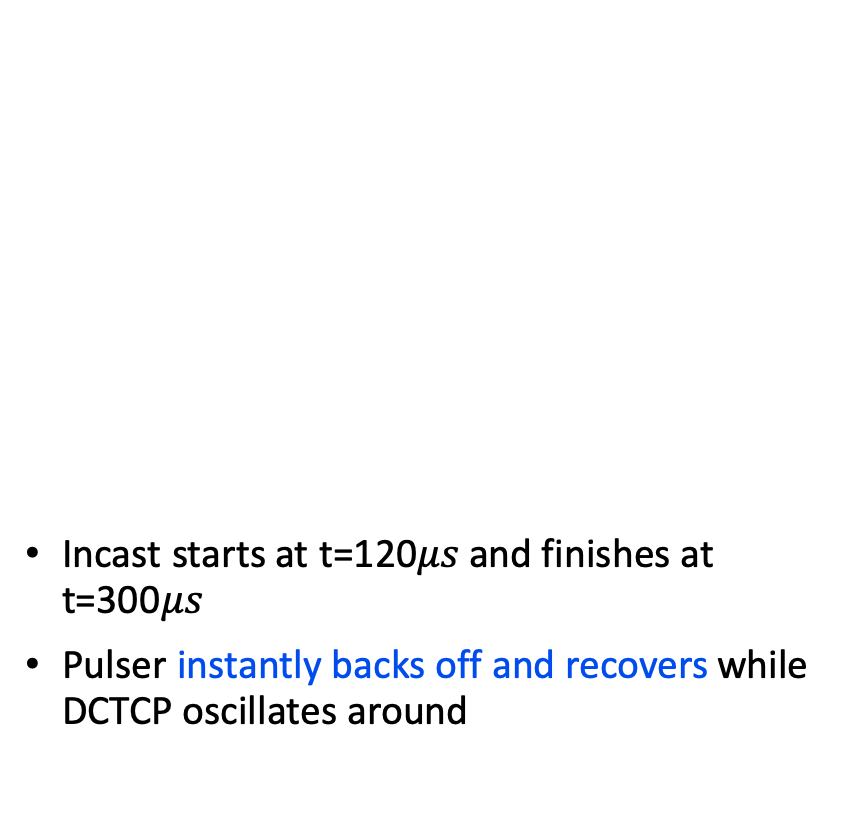 • Incast starts at t=120𝜇𝑠 and finishes at
t=300𝜇𝑠
• Pulser instantly backs off and recovers while
DCTCP oscillates around